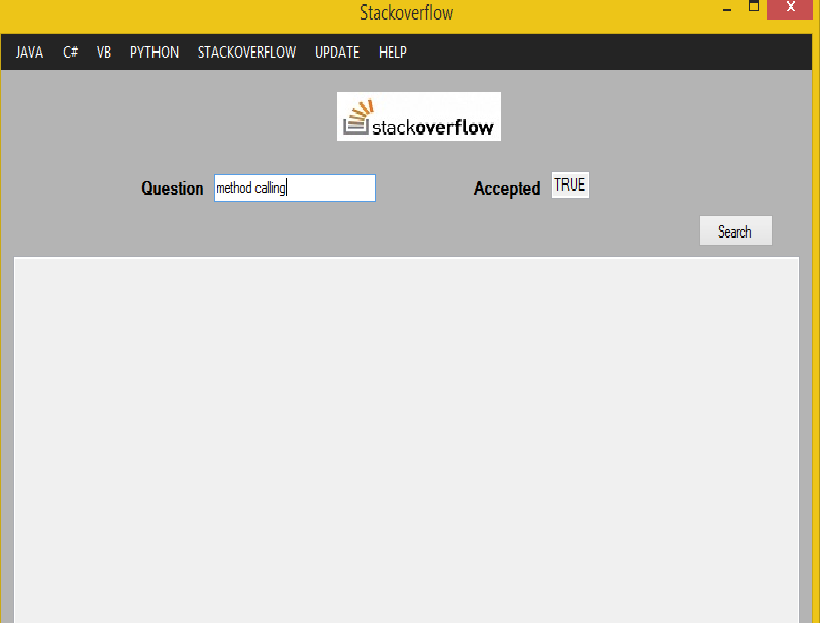 Stackoverflow
JAVA C# VB PYTHON STACKOVERFLOW UPDATE HELP
stackoverflow
Question method calling Accepted TRUE
Search